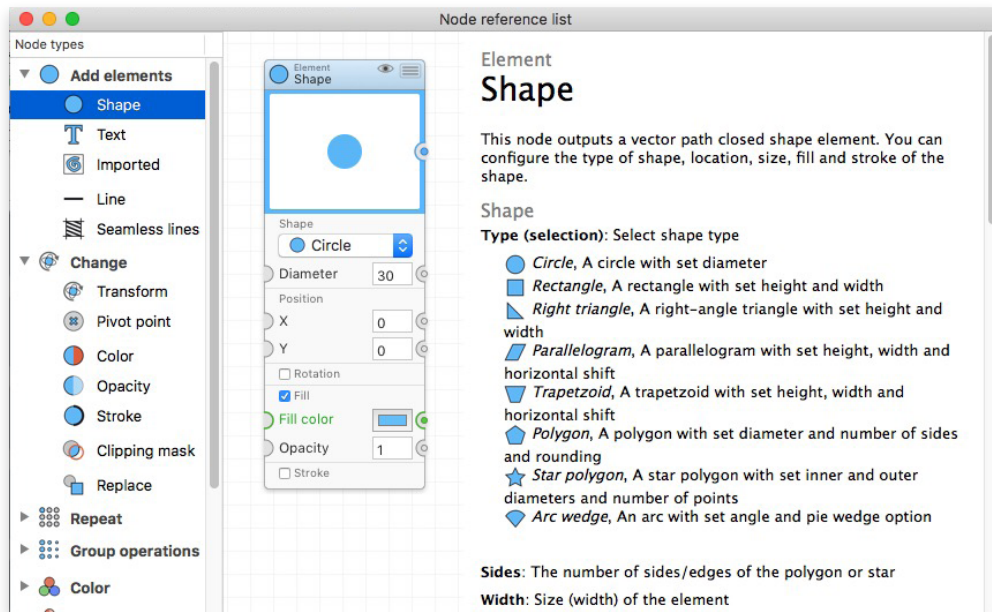 Node reference list
Node types
Add elements
Shape
Text
Imported
Line
Seamless lines
Change
Transform
Pivot point
Color
Opacity
Stroke
Clipping mask
Replace
Repeat
Group operations
Color
Element
Shape
Shape
Circle
Diameter
30
Position
X
0
Y
0
Rotation
Fill
Fill color
Opacity
1
Stroke
Element
Shape
This node outputs a vector path closed shape element. You can
configure the type of shape, location, size, fill and stroke of the
shape.
Shape
Type (selection): Select shape type
Circle, A circle with set diameter
Rectangle, A rectangle with set height and width
Right triangle, A right-angle triangle with set height and
width
Parallelogram, A parallelogram with set height, width and
horizontal shift
Trapetzoid, A trapetzoid with set height, width and
horizontal shift
Polygon, A polygon with set diameter and number of sides
and rounding
Star polygon, A star polygon with set inner and outer
diameters and number of points
Arc wedge, An arc with set angle and pie wedge option
Sides: The number of sides/edges of the polygon or star
Width: Size (width) of the element